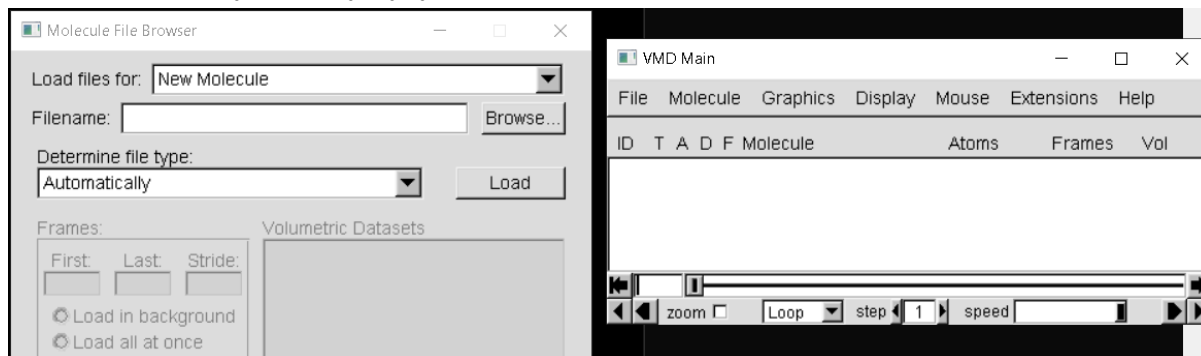 Molecule File Browser
Load files for: New Molecule
Filename: Browse...
Determine file type:
Automatically Load
Frames: Volumetric Datasets
First: Last: Stride:
Load in background
Load all at once
VMD Main
File Molecule Graphics Display Mouse Extensions Help
ID T A D F Molecule Atoms Frames Vol
zoom Loop step 1 speed